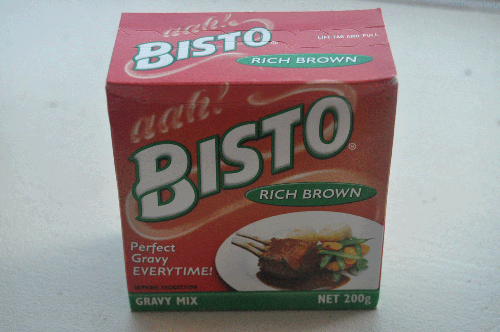 aah!
BISTO®
RICH BROWN
LIFT TAB AND PULL
aah!
BISTO®
RICH BROWN
Perfect
Gravy
EVERYTIME!
SERVING SUGGESTION
GRAVY MIX
NET 200g